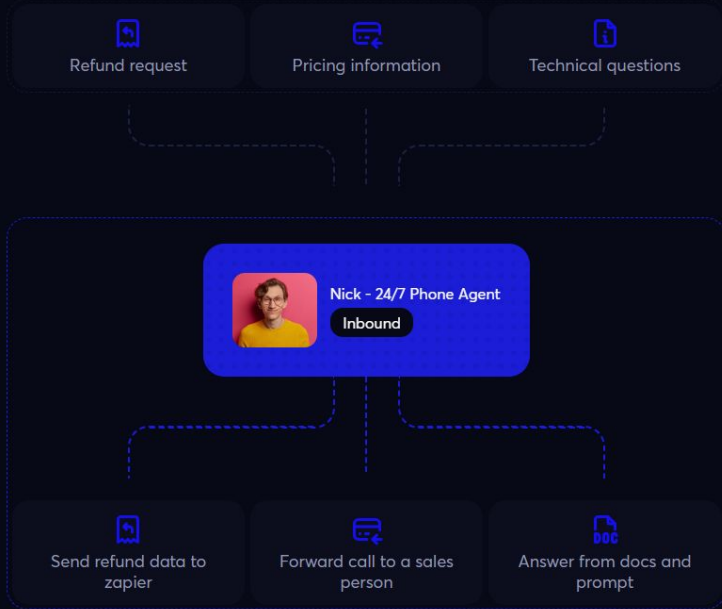 Refund request
Pricing information
Technical questions
Nick - 24/7 Phone Agent
Inbound
Send refund data to
zapier
Forward call to a sales
person
DOC
Answer from docs and
prompt